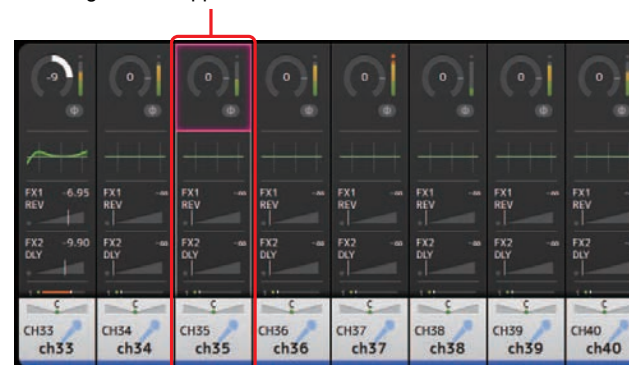 -9 0 0 0 0 0 0 0
FX1 -6.95 FX1 -∞ FX1 -∞ FX1 -∞ FX1 -∞ FX1 -∞ FX1 -∞ FX1
REV REV REV REV REV REV REV REV
FX2 -9.90 FX2 -∞ FX2 -∞ FX2 -∞ FX2 -∞ FX2 -∞ FX2 -∞ FX2
DLY DLY DLY DLY DLY DLY DLY DLY
C C C C C C C C
CH33 CH34 CH35 CH36 CH37 CH38 CH39 CH40
ch33 ch34 ch35 ch36 ch37 ch38 ch39 ch40